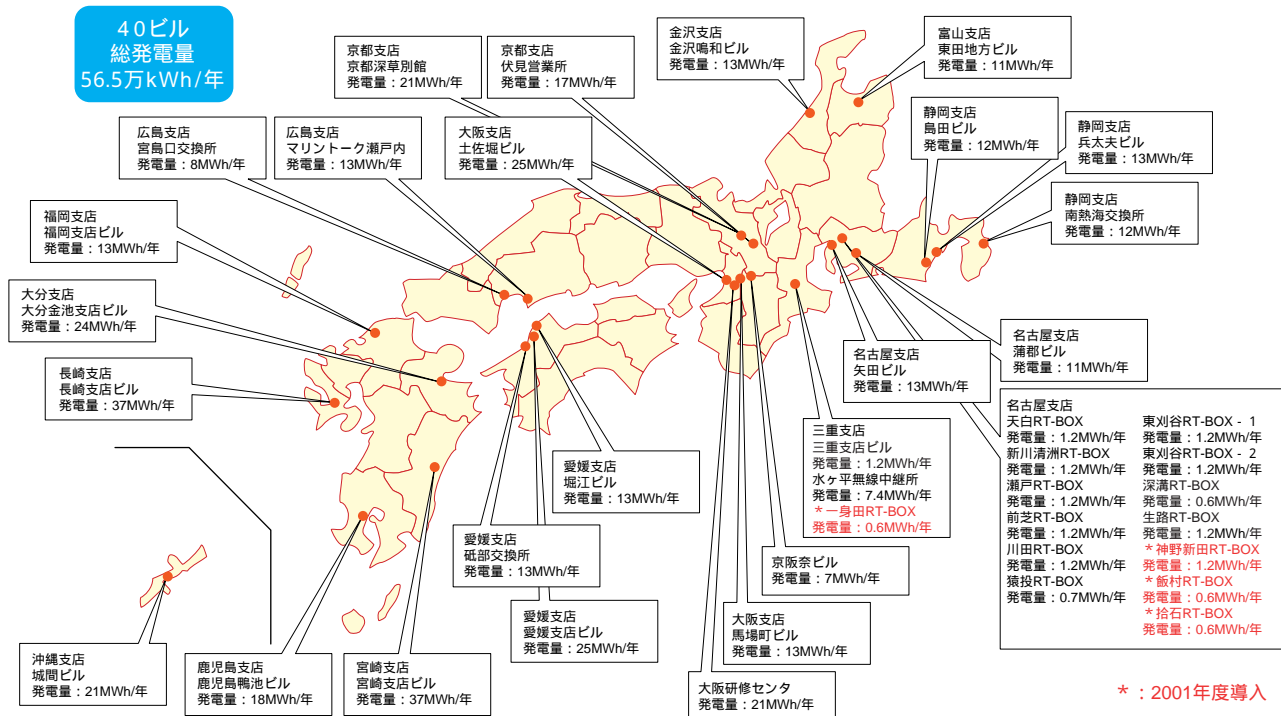 40ビル
総発電量
56.5万kWh/年
京都支店
京都深草別館
発電量：21MWh/年
京都支店
伏見営業所
発電量：17MWh/年
金沢支店
金沢鳴和ビル
発電量：13MWh/年
富山支店
東田地方ビル
発電量：11MWh/年
広島支店
宮島口交換所
発電量：8MWh/年
広島支店
マリントーク瀬戸内
発電量：13MWh/年
大阪支店
土佐堀ビル
発電量：25MWh/年
静岡支店
島田ビル
発電量：12MWh/年
静岡支店
兵太夫ビル
発電量：13MWh/年
静岡支店
南熱海交換所
発電量：12MWh/年
福岡支店
福岡支店ビル
発電量：13MWh/年
大分支店
大分金池支店ビル
発電量：24MWh/年
長崎支店
長崎支店ビル
発電量：37MWh/年
名古屋支店
矢田ビル
発電量：13MWh/年
名古屋支店
蒲郡ビル
発電量：11MWh/年
名古屋支店
天白RT-BOX
発電量：1.2MWh/年
新川清洲RT-BOX
発電量：1.2MWh/年
瀬戸RT-BOX
発電量：1.2MWh/年
前芝RT-BOX
発電量：1.2MWh/年
川田RT-BOX
発電量：1.2MWh/年
猿投RT-BOX
発電量：0.7MWh/年
東刈谷RT-BOX - 1
発電量：1.2MWh/年
東刈谷RT-BOX - 2
発電量：1.2MWh/年
深溝RT-BOX
発電量：0.6MWh/年
生路RT-BOX
発電量：1.2MWh/年
*神野新田RT-BOX
発電量：1.2MWh/年
*飯村RT-BOX
発電量：0.6MWh/年
*拾石RT-BOX
発電量：0.6MWh/年
三重支店
三重支店ビル
発電量：1.2MWh/年
水ヶ平無線中継所
発電量：7.4MWh/年
*一身田RT-BOX
発電量：0.6MWh/年
愛媛支店
堀江ビル
発電量：13MWh/年
愛媛支店
砥部交換所
発電量：13MWh/年
京阪奈ビル
発電量：7MWh/年
愛媛支店
愛媛支店ビル
発電量：25MWh/年
大阪支店
馬場町ビル
発電量：13MWh/年
沖縄支店
城間ビル
発電量：21MWh/年
鹿児島支店
鹿児島鴨池ビル
発電量：18MWh/年
宮崎支店
宮崎支店ビル
発電量：37MWh/年
大阪研修センタ
発電量：21MWh/年
*：2001年度導入